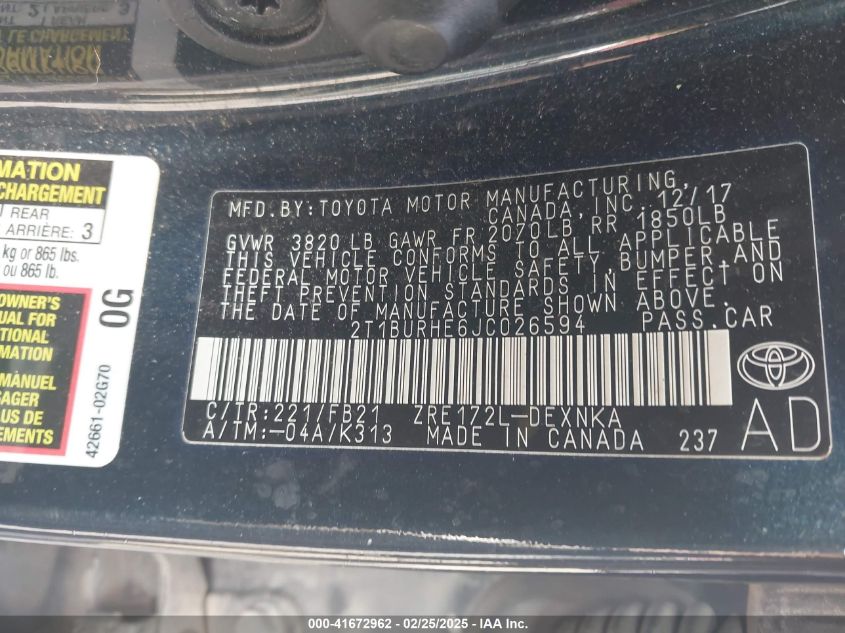 MATION
CHARGEMENT
REAR
ARRIÈRE: 3
kg or 865 lbs.
ou 865 lb.
OWNER'S
UAL FOR
TIONAL
RMATION
MANUEL
SAGER
US DE
EMENTS
0G
42661-02G70
MFD.BY:TOYOTA MOTOR MANUFACTURING,
CANADA,INC. 12/17
GVWR 3820 LB GAWR FR 2070LB RR 1850LB
THIS VEHICLE CONFORMS TO ALL APPLICABLE
FEDERAL MOTOR VEHICLE SAFETY,BUMPER,AND
THEFT PREVENTION STANDARDS IN EFFECT ON
THE DATE OF MANUFACTURE SHOWN ABOVE.
2T1BURHE6JC026594 PASS.CAR
C/TR:221/FB21 ZRE172L-DEXNKA
A/TM:-04A/K313 MADE IN CANADA 237
AD
000-41672962 - 02/25/2025 - © IAA, Inc.